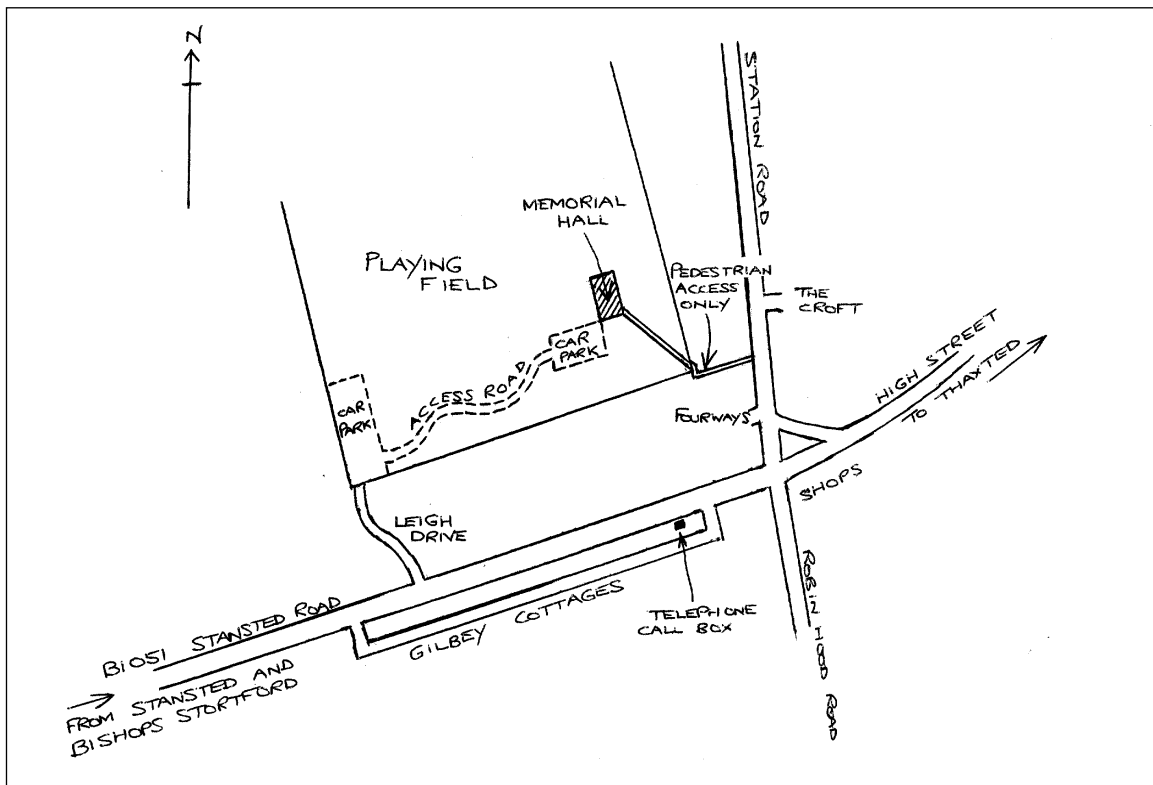 N
STATION ROAD
MEMORIAL
HALL
PLAYING
FIELD
PEDESTRIAN
ACCESS
ONLY
THE
CROFT
CAR
PARK
ACCESS ROAD
CAR
PARK
HIGH STREET
TO THAXTED
FOURWAYS
SHOPS
LEIGH
DRIVE
B1051 STANSTED ROAD
GILBEY COTTAGES
TELEPHONE
CALL BOX
ROAD
FROM STANSTED AND
BISHOPS STORTFORD